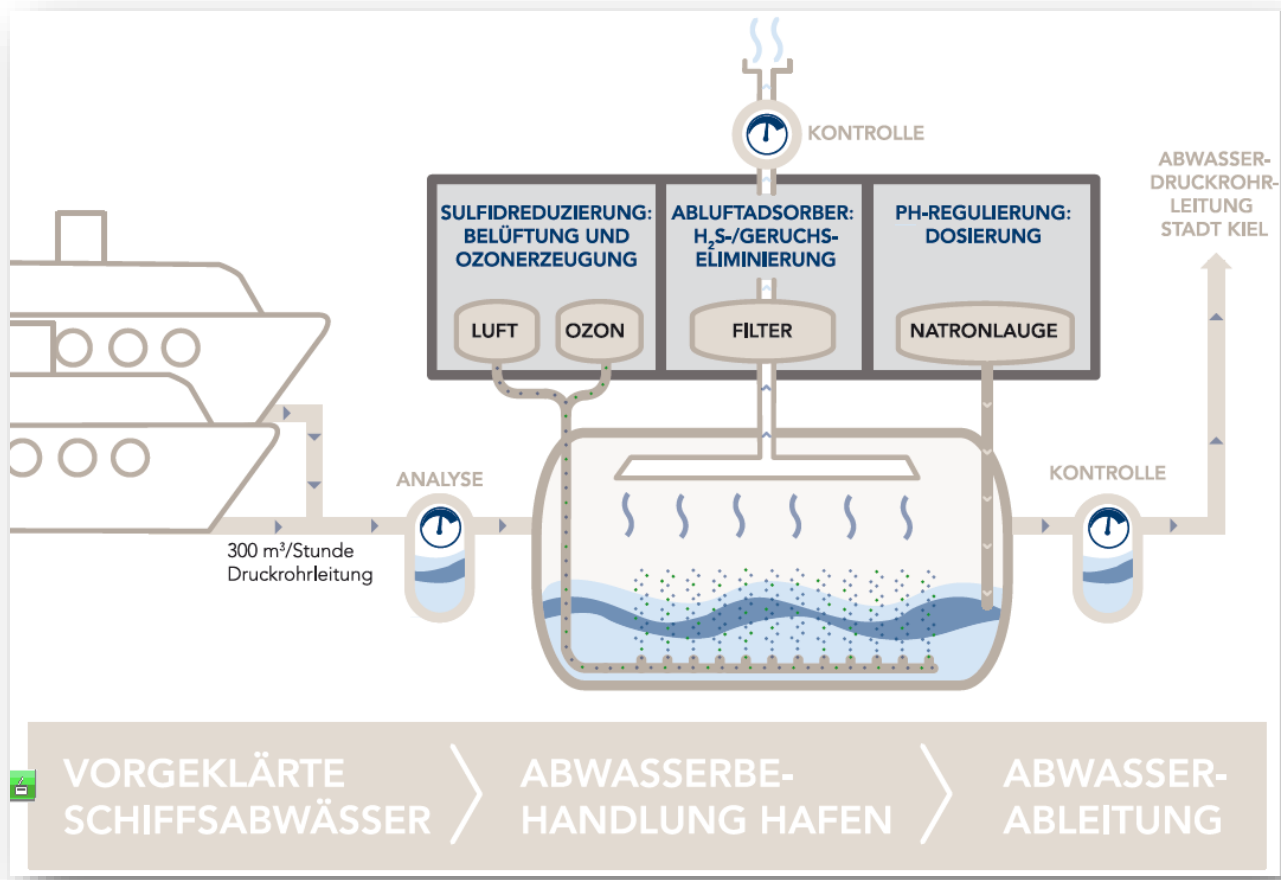 KONTROLLE
ABWASSER-
DRUCKROHR-
LEITUNG
STADT KIEL
SULFIDREDUZIERUNG:
BELÜFTUNG UND
OZONERZEUGUNG
LUFT
OZON
ABLUFTADSORBER:
H₂S-/GERUCHS-
ELIMINIERUNG
FILTER
PH-REGULIERUNG:
DOSIERUNG
NATRONLAUGE
ANALYSE
KONTROLLE
300 m³/Stunde
Druckrohrleitung
VORGEKLÄRTE
SCHIFFSABWÄSSER
ABWASSERBE-
HANDLUNG HAFEN
ABWASSER-
ABLEITUNG